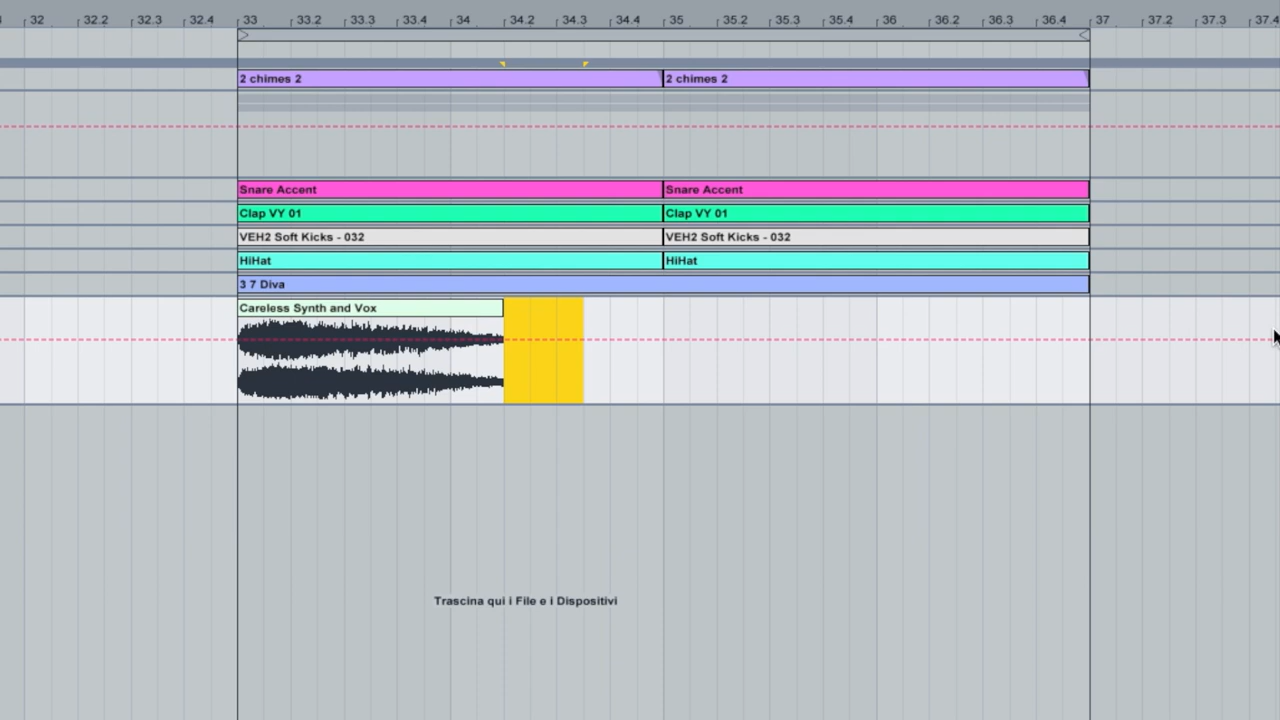 32 32.2 32.3 32.4 33 33.2 33.3 33.4 34 34.2 34.3 34.4 35 35.2 35.3 35.4 36 36.2 36.3 36.4 37 37.2 37.3 37.4
2 chimes 2 2 chimes 2
Snare Accent Snare Accent
Clap VY 01 Clap VY 01
VEH2 Soft Kicks - 032 VEH2 Soft Kicks - 032
HiHat HiHat
3 7 Diva
Careless Synth and Vox
Trascina qui i File e i Dispositivi